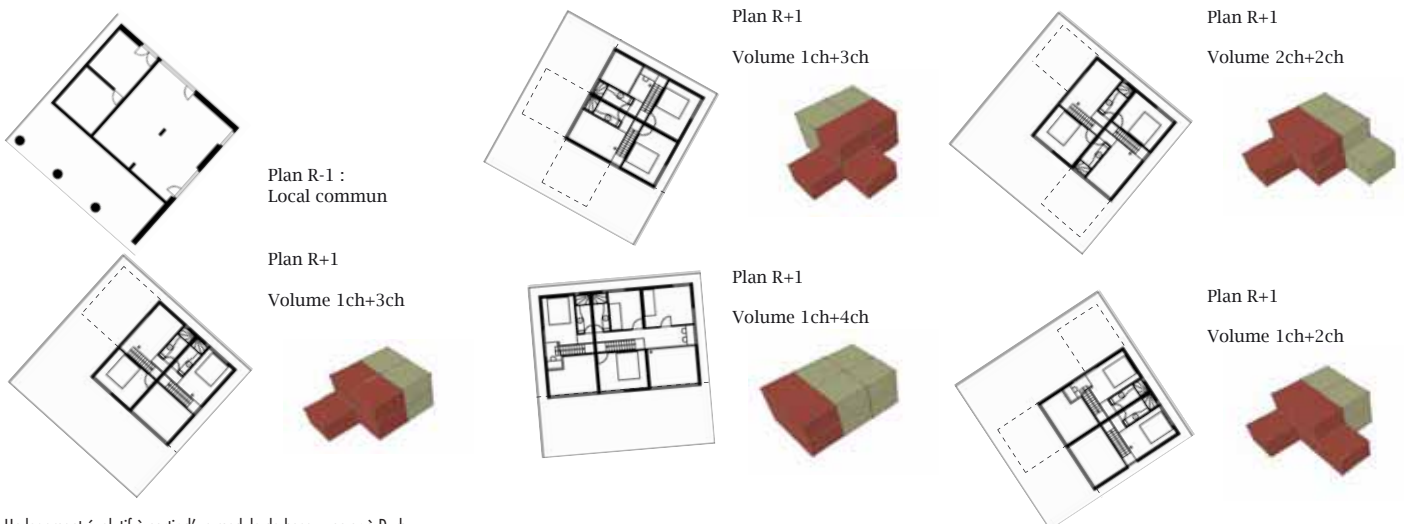 Plan R-1 :
Local commun
Plan R+1
Volume 1ch+3ch
Plan R+1
Volume 2ch+2ch
Plan R+1
Volume 1ch+3ch
Plan R+1
Volume 1ch+4ch
Plan R+1
Volume 1ch+2ch